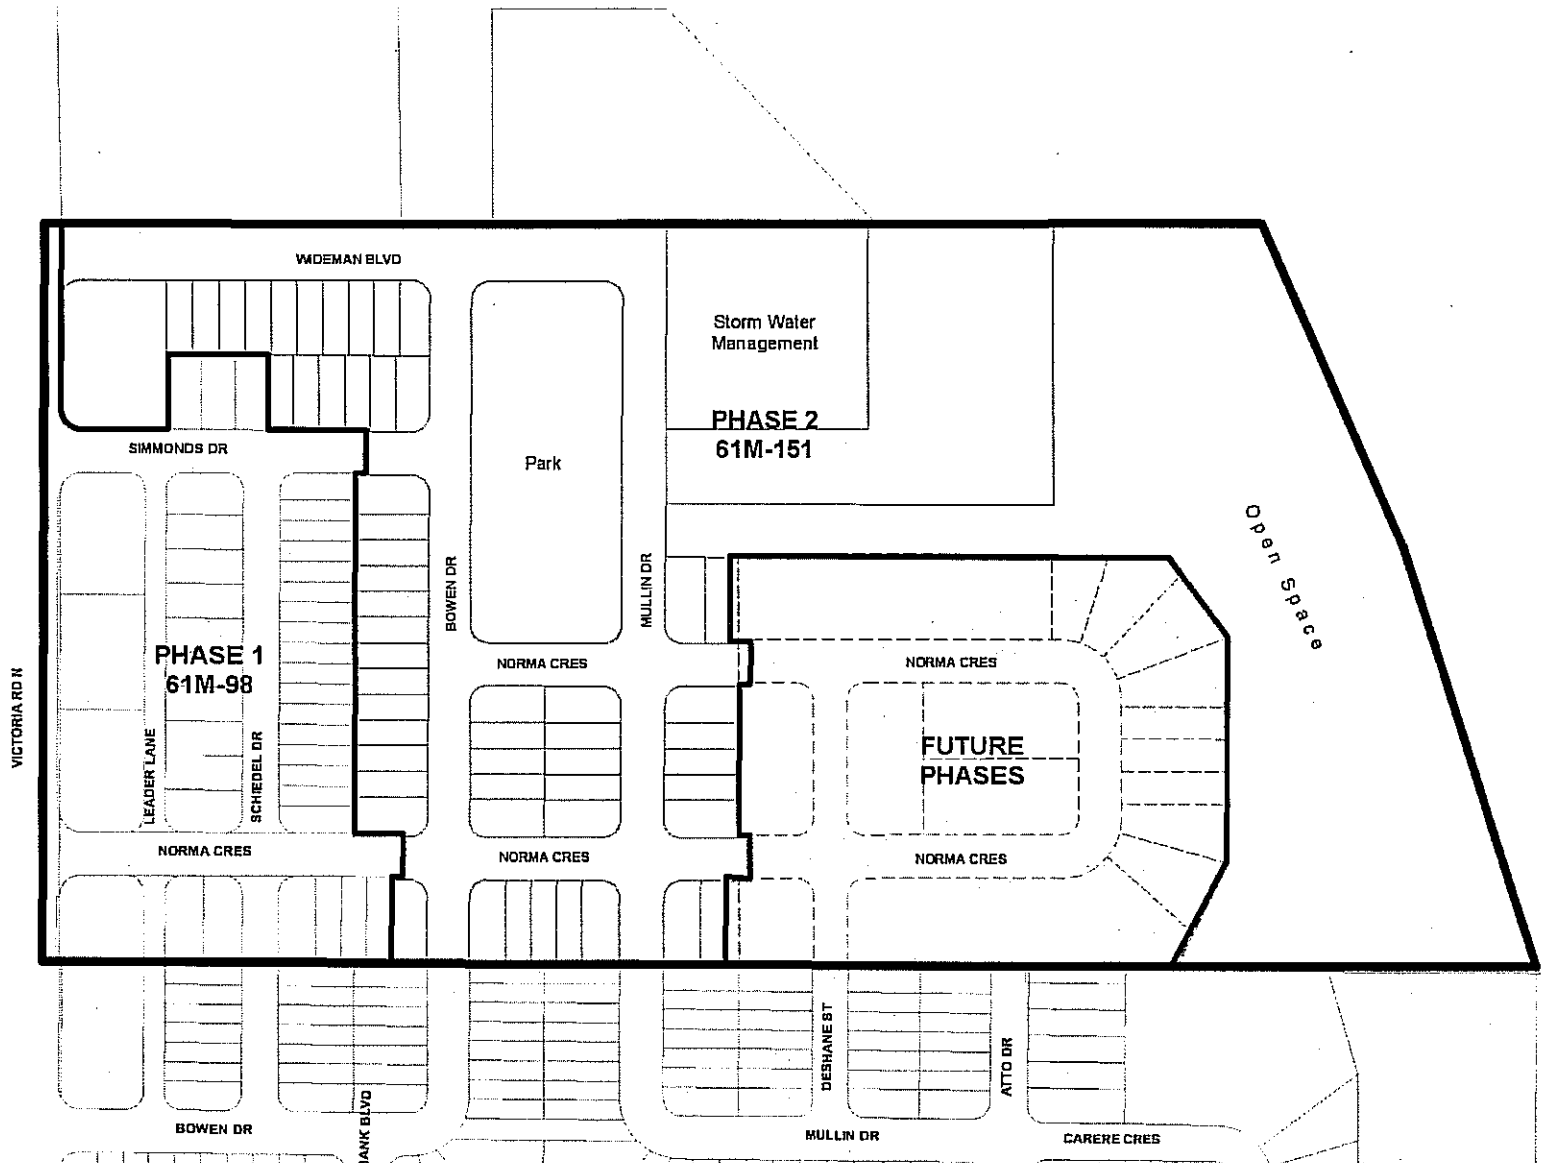 WIDEMAN BLVD
Storm Water
Management
PHASE 2
61M-151
SIMMONDS DR
Park
Open Space
BOWEN DR
MULLIN DR
PHASE 1
61M-98
NORMA CRES
NORMA CRES
VICTORIA RD N
LEADER LANE
SCHIEDEL DR
FUTURE
PHASES
NORMA CRES
NORMA CRES
NORMA CRES
DESHANE ST
ATTO DR
BOWEN DR
ANK BLVD
MULLIN DR
CARERE CRES